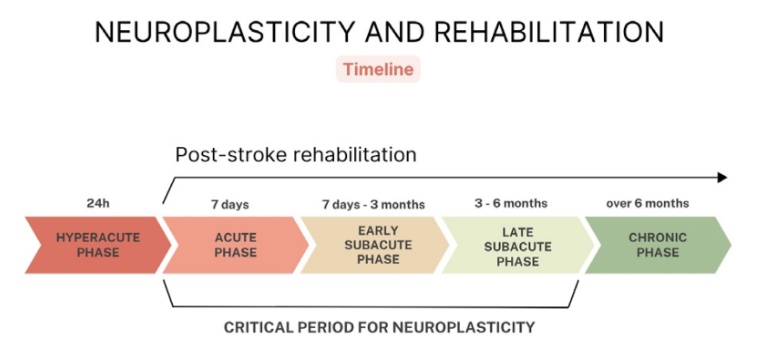 NEUROPLASTICITY AND REHABILITATION
Timeline
Post-stroke rehabilitation
24h
7 days
7 days - 3 months
3 - 6 months
over 6 months
HYPERACUTE
PHASE
ACUTE
PHASE
EARLY
SUBACUTE
PHASE
LATE
SUBACUTE
PHASE
CHRONIC
PHASE
CRITICAL PERIOD FOR NEUROPLASTICITY